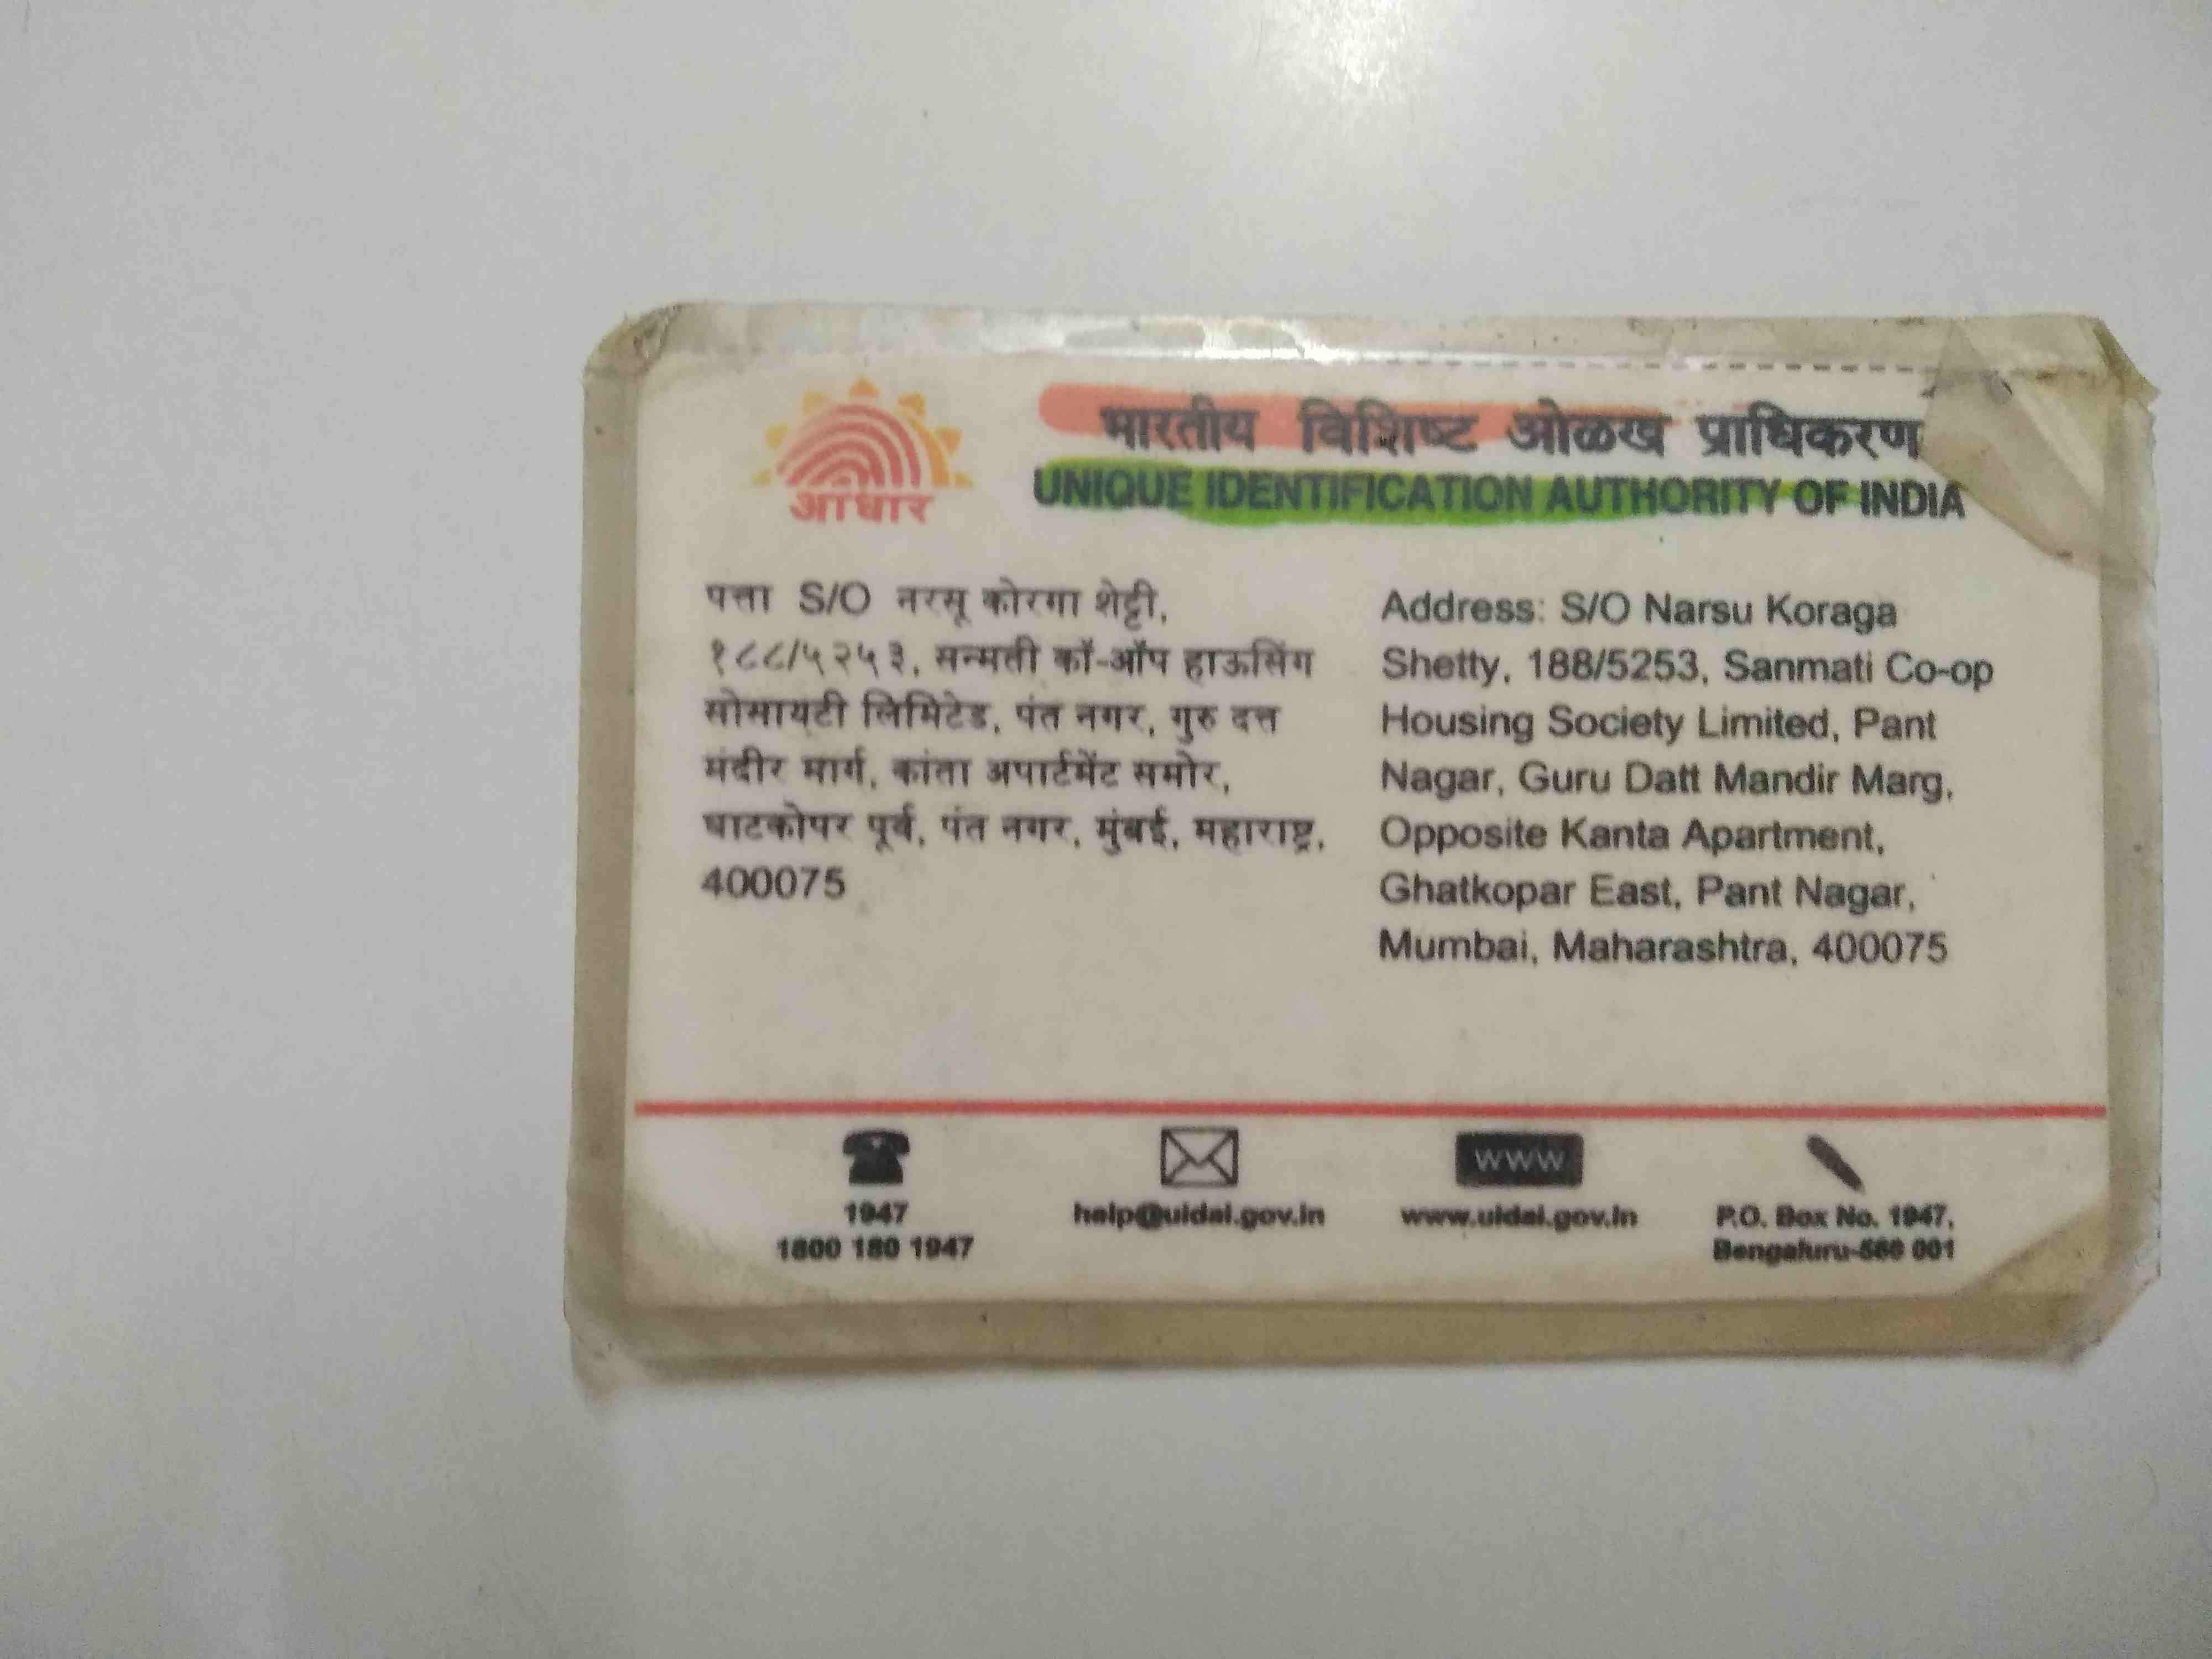 आधार
भारतीय विशिष्ट ओळख प्राधिकरण
UNIQUE IDENTIFICATION AUTHORITY OF INDIA
पत्ता S/O नरसू कोरगा शेट्टी,
१८८/५२५३, सन्मती कॉ-ऑप हाऊसिंग
सोसायटी लिमिटेड, पंत नगर, गुरु दत्त
मंदीर मार्ग, कांता अपार्टमेंट समोर,
घाटकोपर पूर्व, पंत नगर, मुंबई, महाराष्ट्र,
400075
Address: S/O Narsu Koraga
Shetty, 188/5253, Sanmati Co-op
Housing Society Limited, Pant
Nagar, Guru Datt Mandir Marg,
Opposite Kanta Apartment,
Ghatkopar East, Pant Nagar,
Mumbai, Maharashtra, 400075
1947
1800 180 1947
help@uidai.gov.in
WWW
www.uidai.gov.in
P.O. Box No. 1947,
Bengaluru-560 001